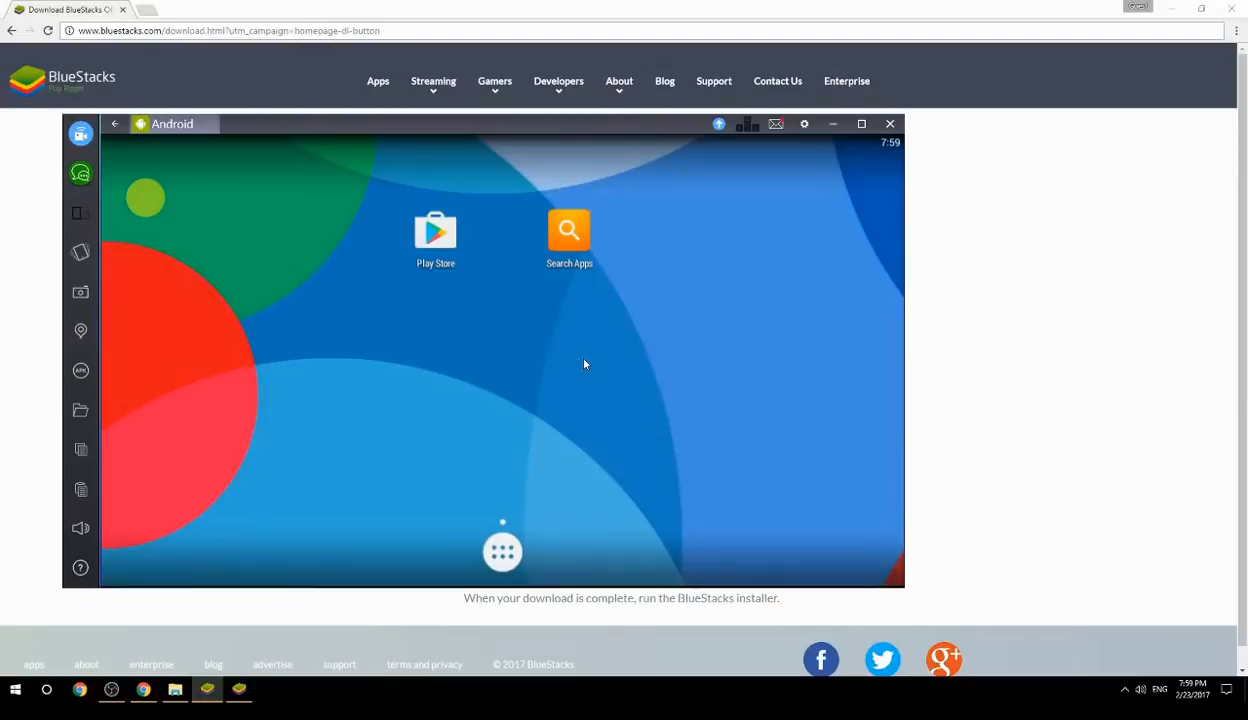 Download BlueStacks Of
www.bluestacks.com/download.html?utm_campaign=homepage-dl-button
BlueStacks
Play Bigger
Apps Streaming Gamers Developers About Blog Support Contact Us Enterprise
Android
7:59
Play Store Search Apps
APK
When your download is complete, run the BlueStacks installer.
apps about enterprise blog advertise support terms and privacy © 2017 BlueStacks
f g+
ENG 7:59 PM
2/23/2017